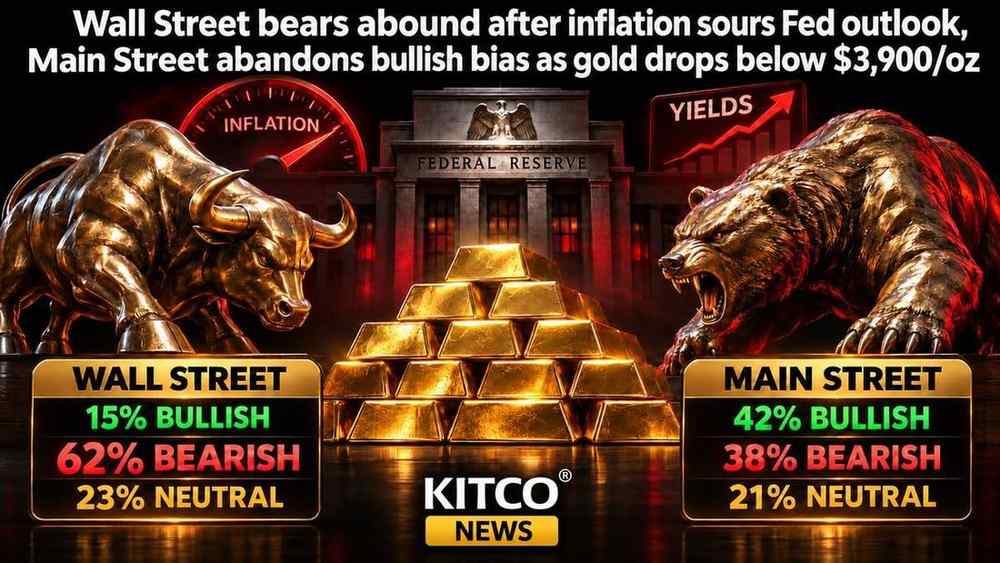 Wall Street bears abound after inflation sours Fed outlook,
Main Street abandons bullish bias as gold drops below $3,900/oz
INFLATION
FEDERAL RESERVE
YIELDS
WALL STREET
15% BULLISH
62% BEARISH
23% NEUTRAL
MAIN STREET
42% BULLISH
38% BEARISH
21% NEUTRAL
KITCO®
NEWS